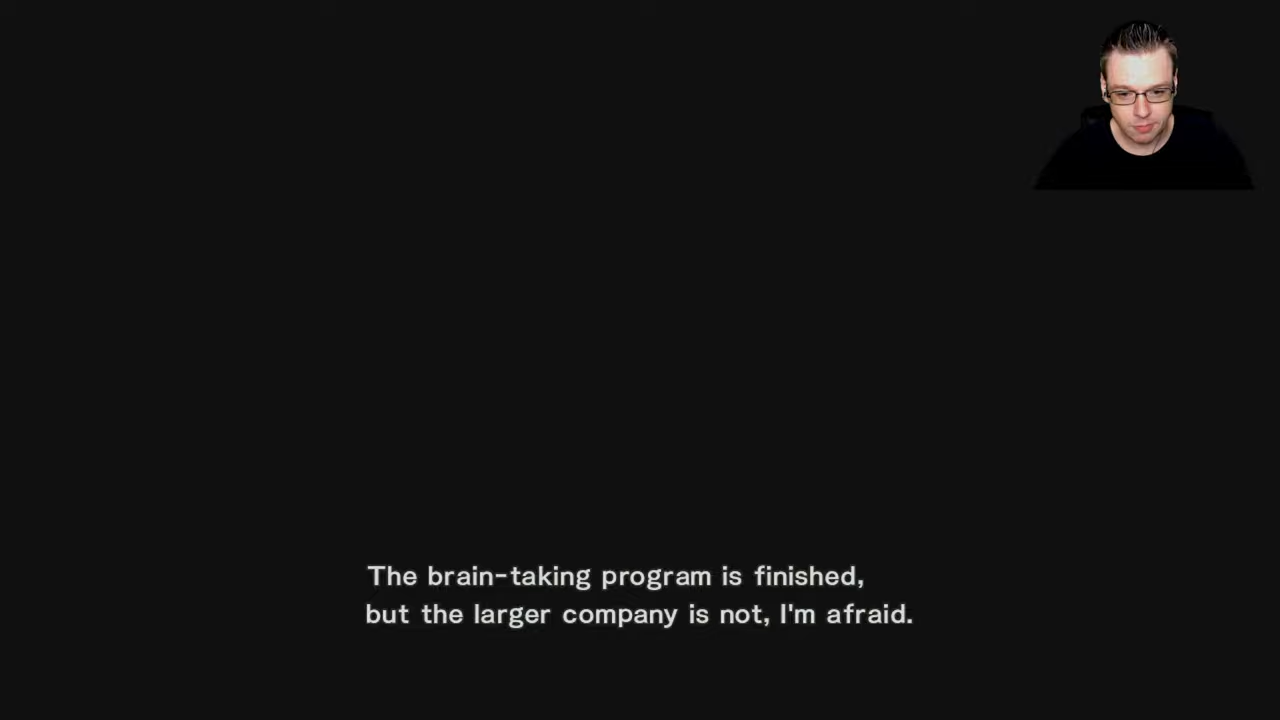 The brain-taking program is finished,
but the larger company is not, I'm afraid.